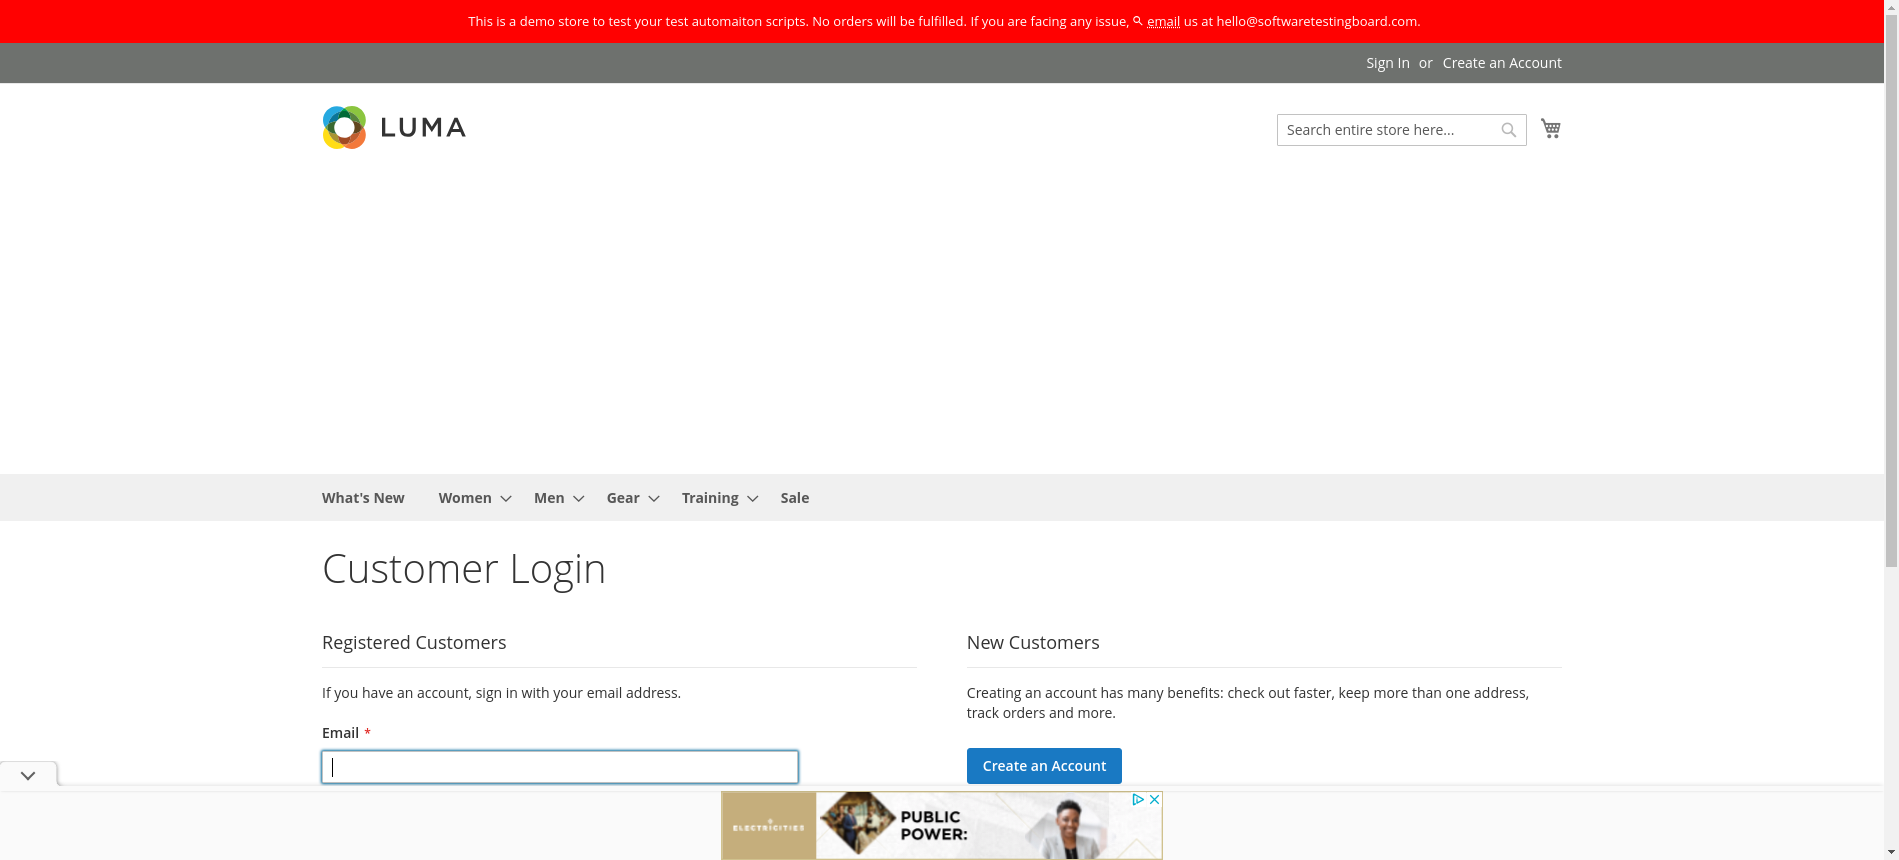 This is a demo store to test your test automaiton scripts. No orders will be fulfilled. If you are facing any issue, email us at hello@softwaretestingboard.com.
Sign In or Create an Account
LUMA
Search entire store here...
What's New Women Men Gear Training Sale
Customer Login
Registered Customers
If you have an account, sign in with your email address.
Email *
New Customers
Creating an account has many benefits: check out faster, keep more than one address,
track orders and more.
Create an Account
ELECTRICITIES
PUBLIC
POWER: